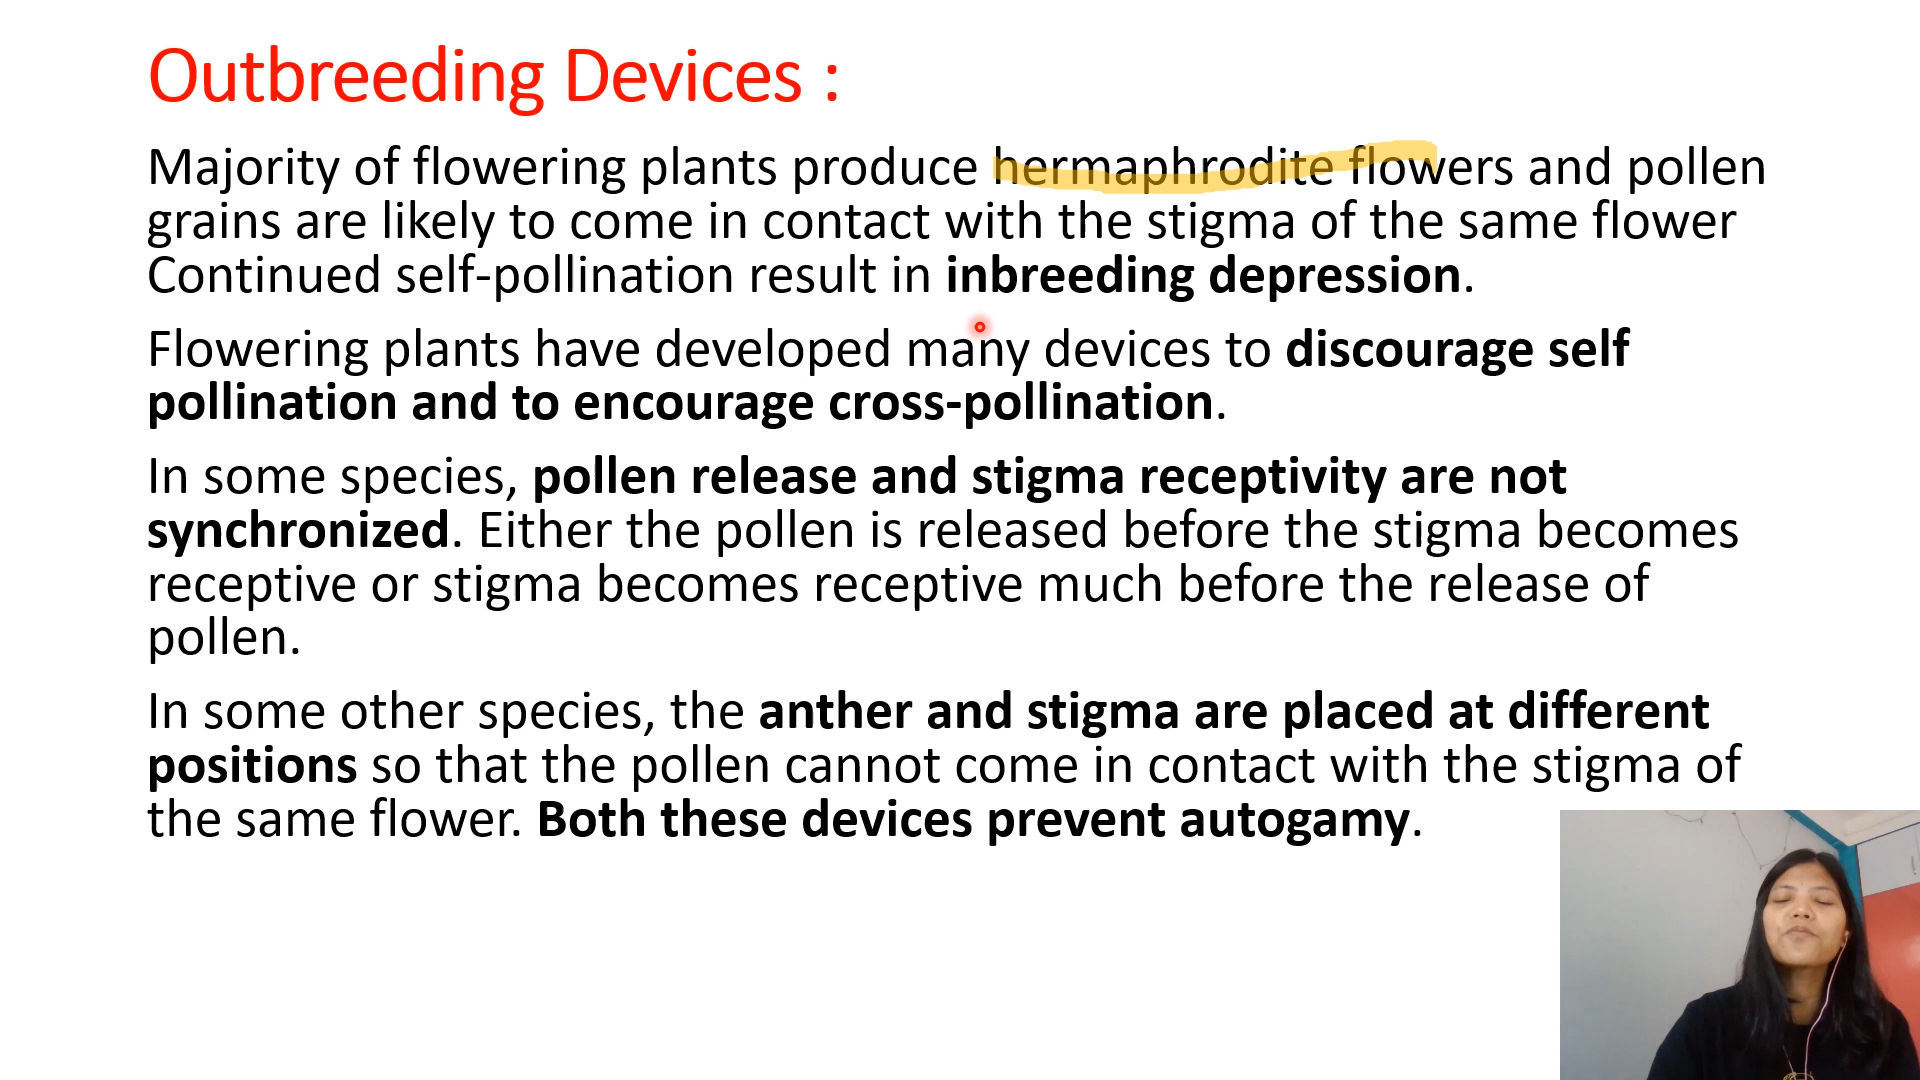 Outbreeding Devices :
Majority of flowering plants produce hermaphrodite flowers and pollen
grains are likely to come in contact with the stigma of the same flower
Continued self-pollination result in inbreeding depression.
Flowering plants have developed many devices to discourage self
pollination and to encourage cross-pollination.
In some species, pollen release and stigma receptivity are not
synchronized. Either the pollen is released before the stigma becomes
receptive or stigma becomes receptive much before the release of
pollen.
In some other species, the anther and stigma are placed at different
positions so that the pollen cannot come in contact with the stigma of
the same flower. Both these devices prevent autogamy.